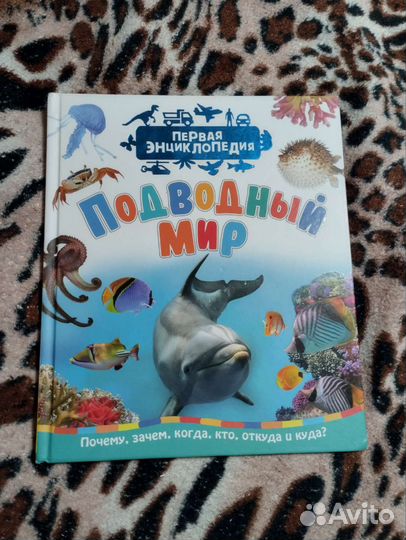 ПЕРВАЯ
ЭНЦИКЛОПЕДИЯ
ПОДВОДНЫЙ
МИР
Почему, зачем, когда, кто, откуда и куда?
Avito